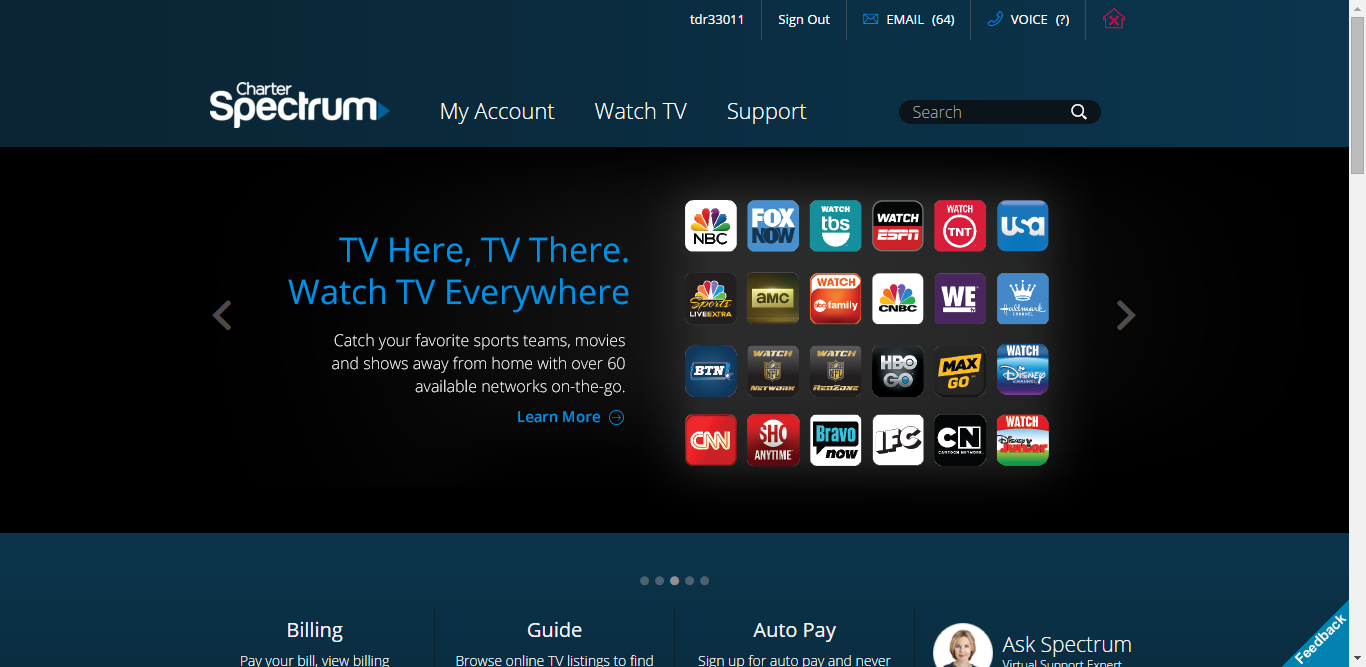 tdr33011
Sign Out
EMAIL (64)
VOICE (?)
Charter
Spectrum
My Account
Watch TV
Support
Search
TV Here, TV There.
Watch TV Everywhere
Catch your favorite sports teams, movies
and shows away from home with over 60
available networks on-the-go.
Learn More
NBC
FOX
NOW
WATCH
tbs
WATCH
ESPN
WATCH
TNT
usa
Sports
LIVE EXTRA
amc
WATCH
abc family
CNBC
WE
tv
Hallmark
CHANNEL
BTN
WATCH
NFL
NETWORK
WATCH
NFL
REDZONE
HBO
GO
MAX
GO
WATCH
Disney
CHANNEL
CNN
SHO
ANYTIME
Bravo
now
IFC
CN
CARTOON NETWORK
WATCH
Disney
Junior
Billing
Pay your bill, view billing
Guide
Browse online TV listings to find
Auto Pay
Sign up for auto pay and never
Ask Spectrum
Virtual Support Expert
Feedback